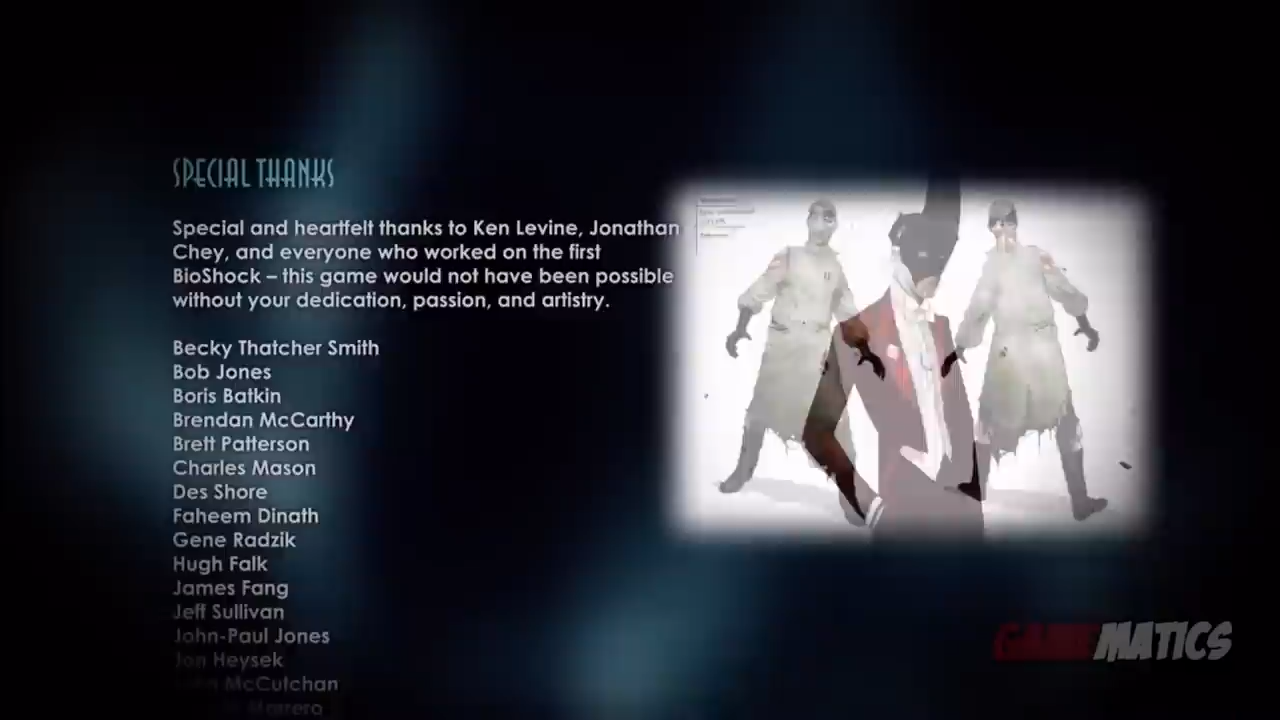 SPECIAL THANKS
Special and heartfelt thanks to Ken Levine, Jonathan
Chey, and everyone who worked on the first
BioShock – this game would not have been possible
without your dedication, passion, and artistry.
Becky Thatcher Smith
Bob Jones
Boris Batkin
Brendan McCarthy
Brett Patterson
Charles Mason
Des Shore
Faheem Dinath
Gene Radzik
Hugh Falk
James Fang
Jeff Sullivan
John-Paul Jones
Jon Heysek
McCutchan
Marrero
GAMEMATICS